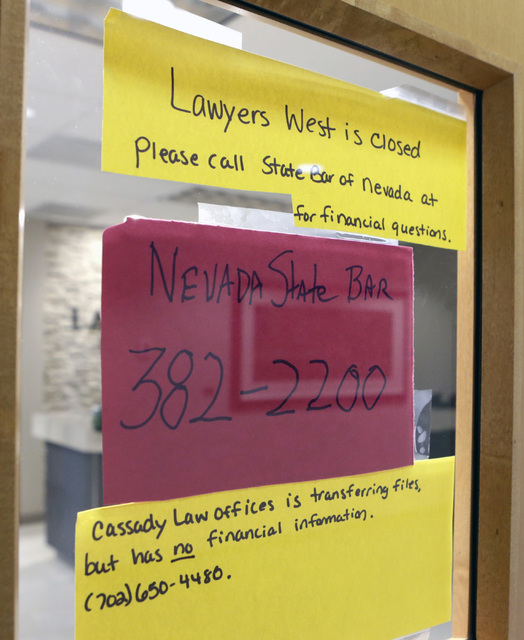 Lawyers West is closed
Please call State Bar of Nevada at
for financial questions.
NEVADA State BAR
382-2200
Cassady Law offices is transferring files,
but has no financial information.
(702) 650-4480.